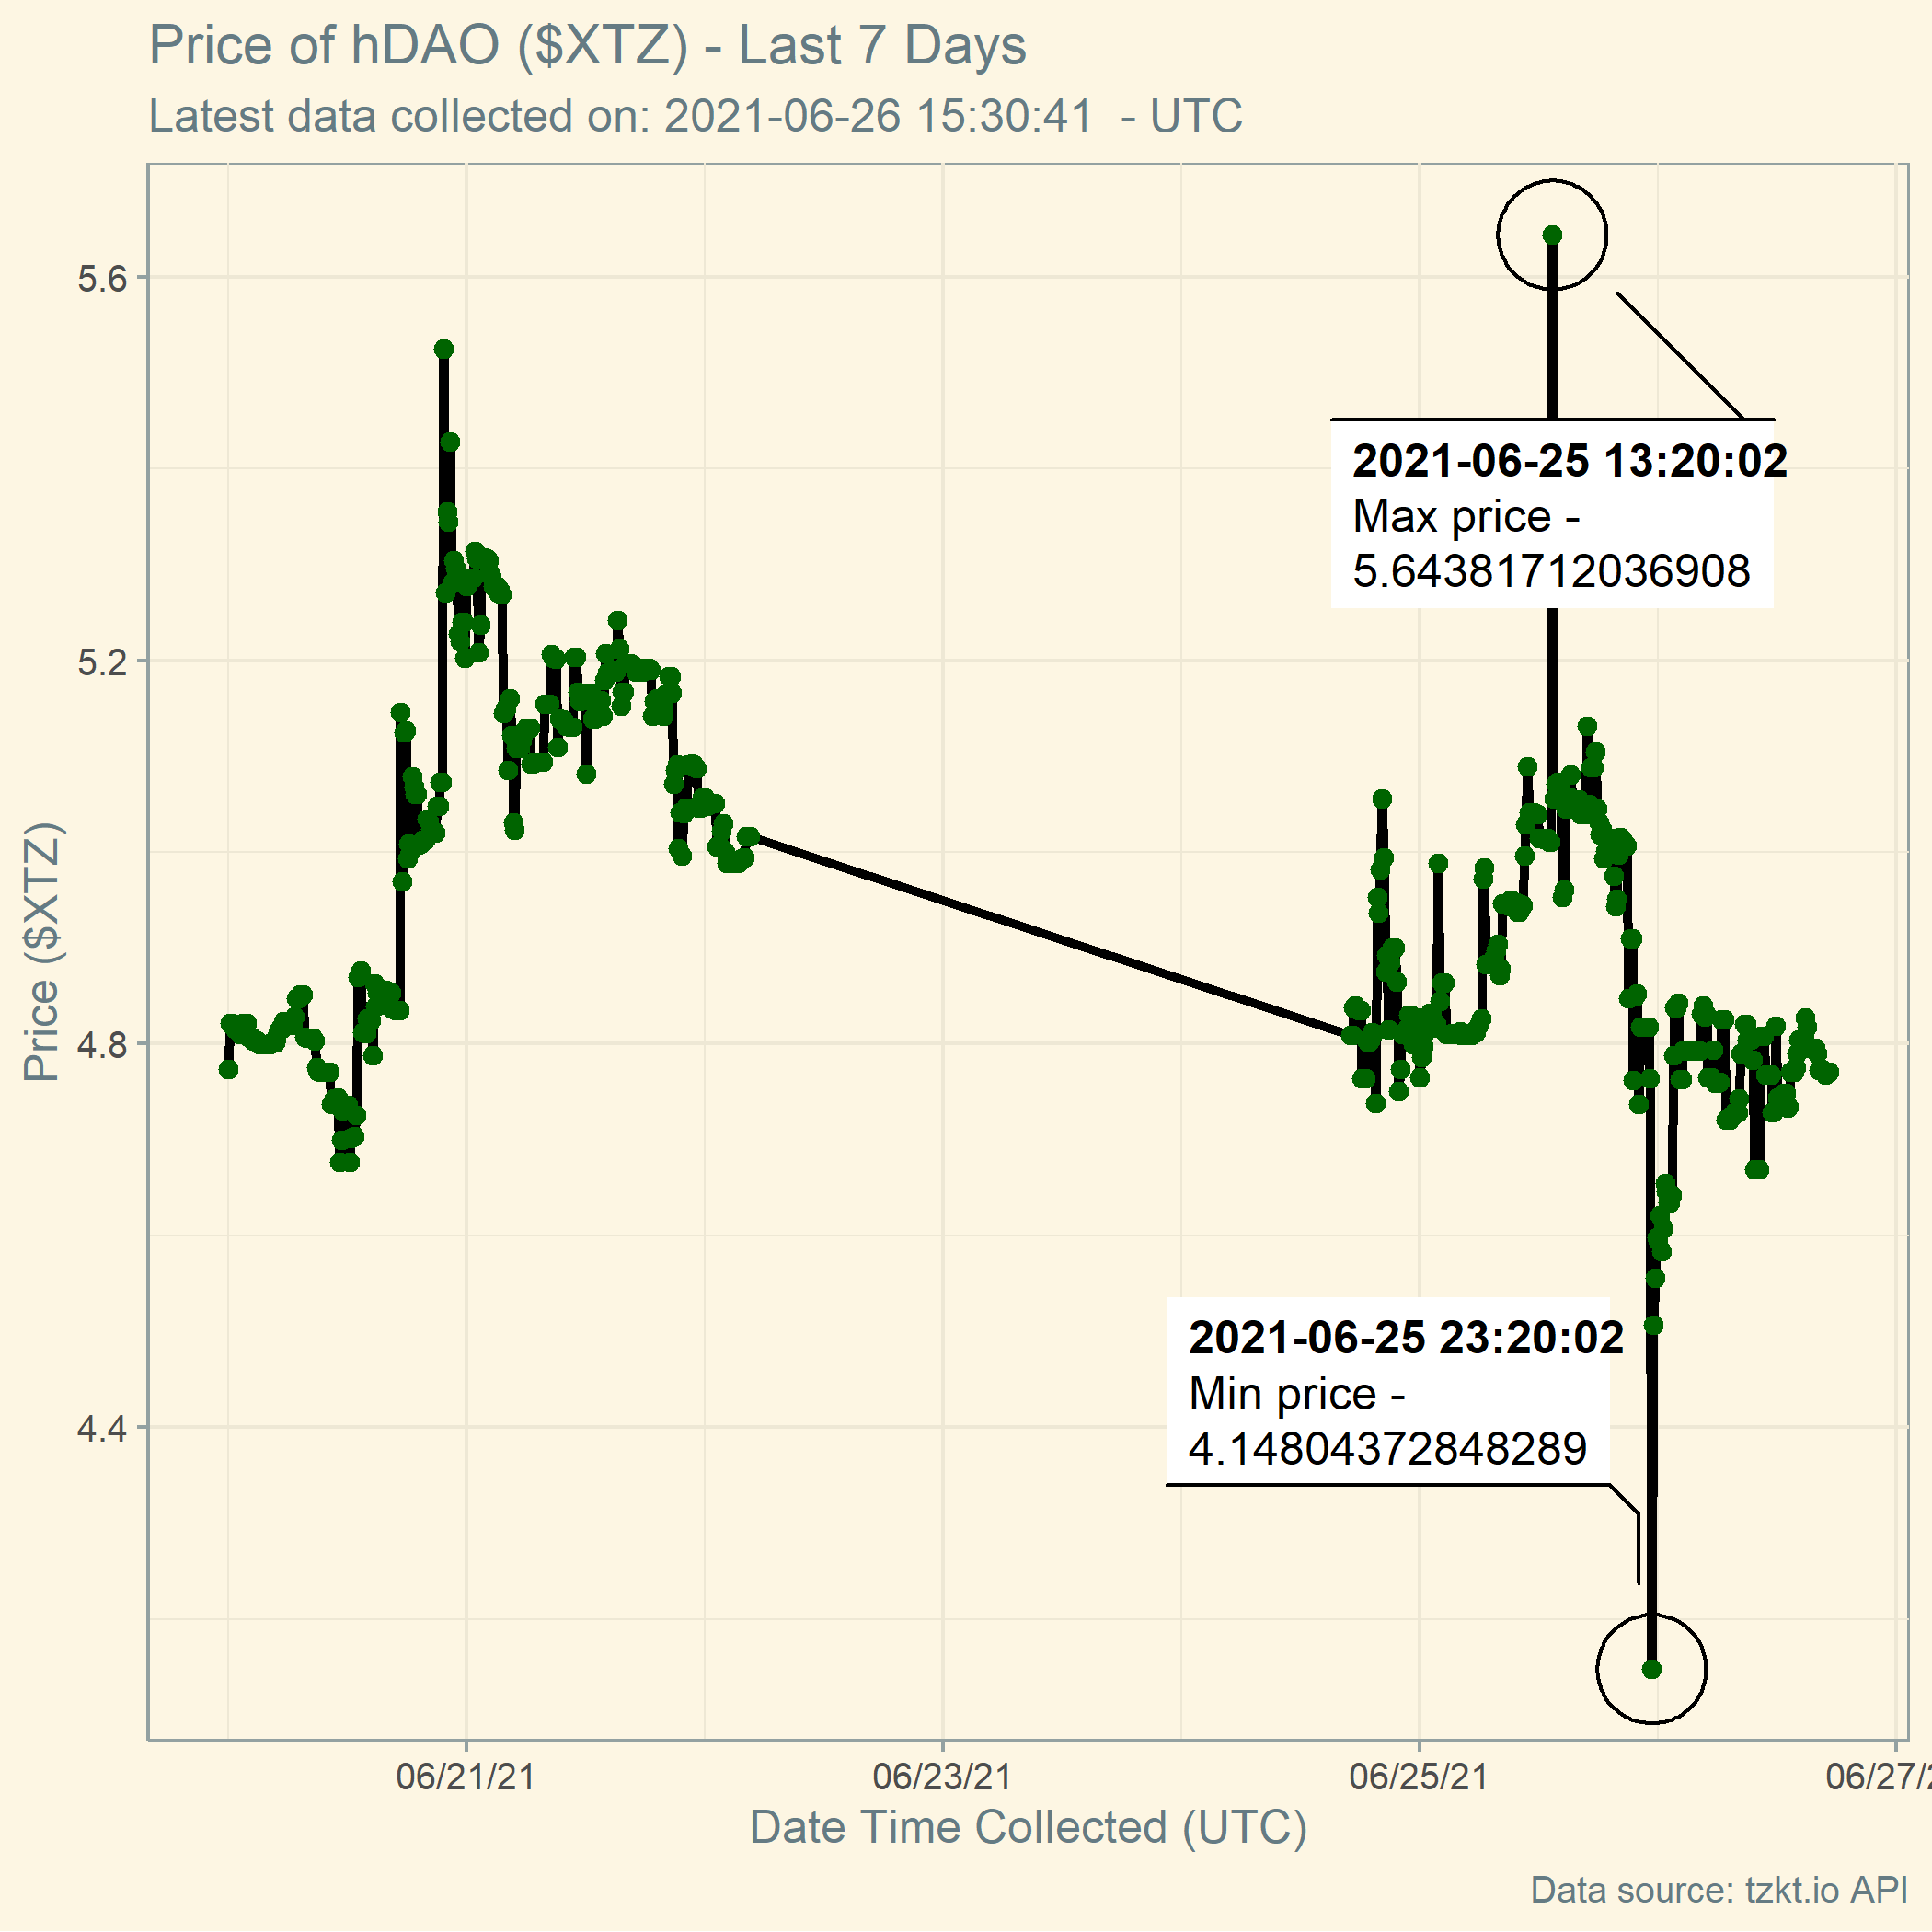 Price of hDAO ($XTZ) - Last 7 Days
Latest data collected on: 2021-06-26 15:30:41  - UTC
5.6
5.2
4.8
4.4
Price ($XTZ)
2021-06-25 13:20:02
Max price -
5.64381712036908
2021-06-25 23:20:02
Min price -
4.14804372848289
06/21/21
06/23/21
06/25/21
06/27/2
Date Time Collected (UTC)
Data source: tzkt.io API